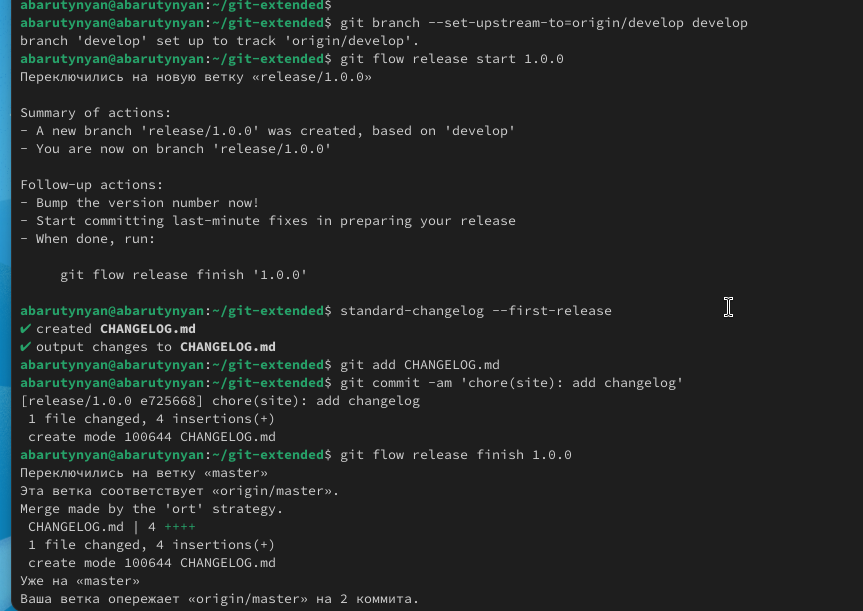 abarutynyan@abarutynyan:~/git-extended$
abarutynyan@abarutynyan:~/git-extended$ git branch --set-upstream-to=origin/develop develop
branch 'develop' set up to track 'origin/develop'.
abarutynyan@abarutynyan:~/git-extended$ git flow release start 1.0.0
Переключились на новую ветку «release/1.0.0»

Summary of actions:
- A new branch 'release/1.0.0' was created, based on 'develop'
- You are now on branch 'release/1.0.0'

Follow-up actions:
- Bump the version number now!
- Start committing last-minute fixes in preparing your release
- When done, run:

     git flow release finish '1.0.0'

abarutynyan@abarutynyan:~/git-extended$ standard-changelog --first-release
✔ created CHANGELOG.md
✔ output changes to CHANGELOG.md
abarutynyan@abarutynyan:~/git-extended$ git add CHANGELOG.md
abarutynyan@abarutynyan:~/git-extended$ git commit -am 'chore(site): add changelog'
[release/1.0.0 e725668] chore(site): add changelog
 1 file changed, 4 insertions(+)
 create mode 100644 CHANGELOG.md
abarutynyan@abarutynyan:~/git-extended$ git flow release finish 1.0.0
Переключились на ветку «master»
Эта ветка соответствует «origin/master».
Merge made by the 'ort' strategy.
 CHANGELOG.md | 4 ++++
 1 file changed, 4 insertions(+)
 create mode 100644 CHANGELOG.md
Уже на «master»
Ваша ветка опережает «origin/master» на 2 коммита.